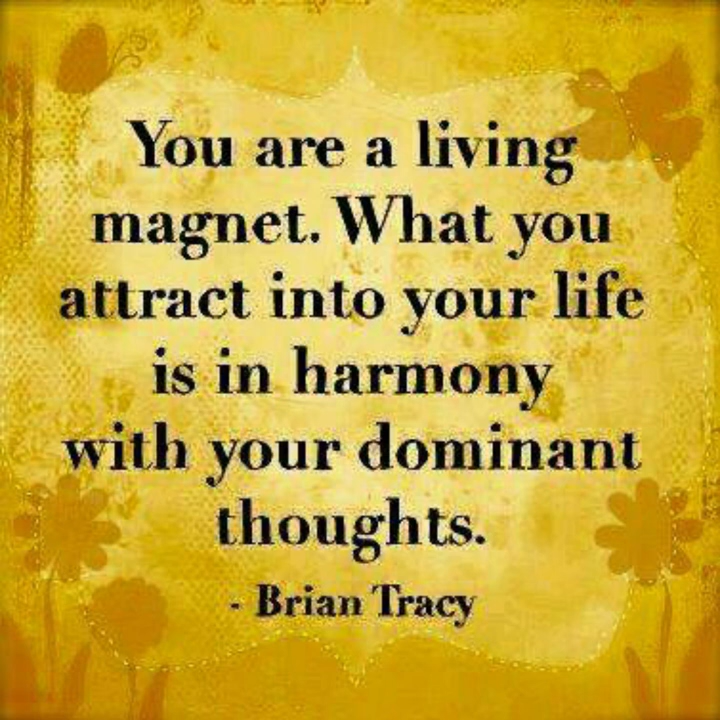 You are a living
magnet. What you
attract into your life
is in harmony
with your dominant
thoughts.
- Brian Tracy